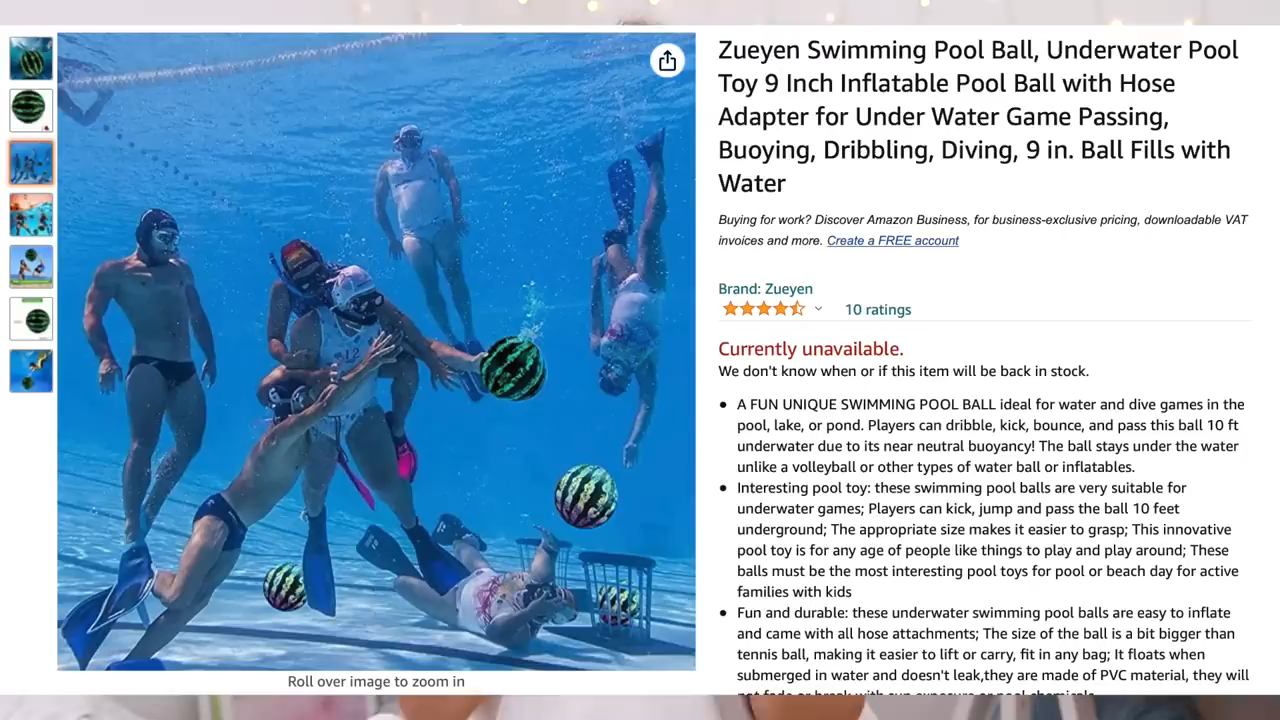 Zueyen Swimming Pool Ball, Underwater Pool
Toy 9 Inch Inflatable Pool Ball with Hose
Adapter for Under Water Game Passing,
Buoying, Dribbling, Diving, 9 in. Ball Fills with
Water
Buying for work? Discover Amazon Business, for business-exclusive pricing, downloadable VAT
invoices and more. Create a FREE account
Brand: Zueyen
10 ratings
Currently unavailable.
We don't know when or if this item will be back in stock.
• A FUN UNIQUE SWIMMING POOL BALL ideal for water and dive games in the
pool, lake, or pond. Players can dribble, kick, bounce, and pass this ball 10 ft
underwater due to its near neutral buoyancy! The ball stays under the water
unlike a volleyball or other types of water ball or inflatables.
• Interesting pool toy: these swimming pool balls are very suitable for
underwater games; Players can kick, jump and pass the ball 10 feet
underground; The appropriate size makes it easier to grasp; This innovative
pool toy is for any age of people like things to play and play around; These
balls must be the most interesting pool toys for pool or beach day for active
families with kids
• Fun and durable: these underwater swimming pool balls are easy to inflate
and came with all hose attachments; The size of the ball is a bit bigger than
tennis ball, making it easier to lift or carry, fit in any bag; It floats when
submerged in water and doesn't leak,they are made of PVC material, they will
12
Roll over image to zoom in